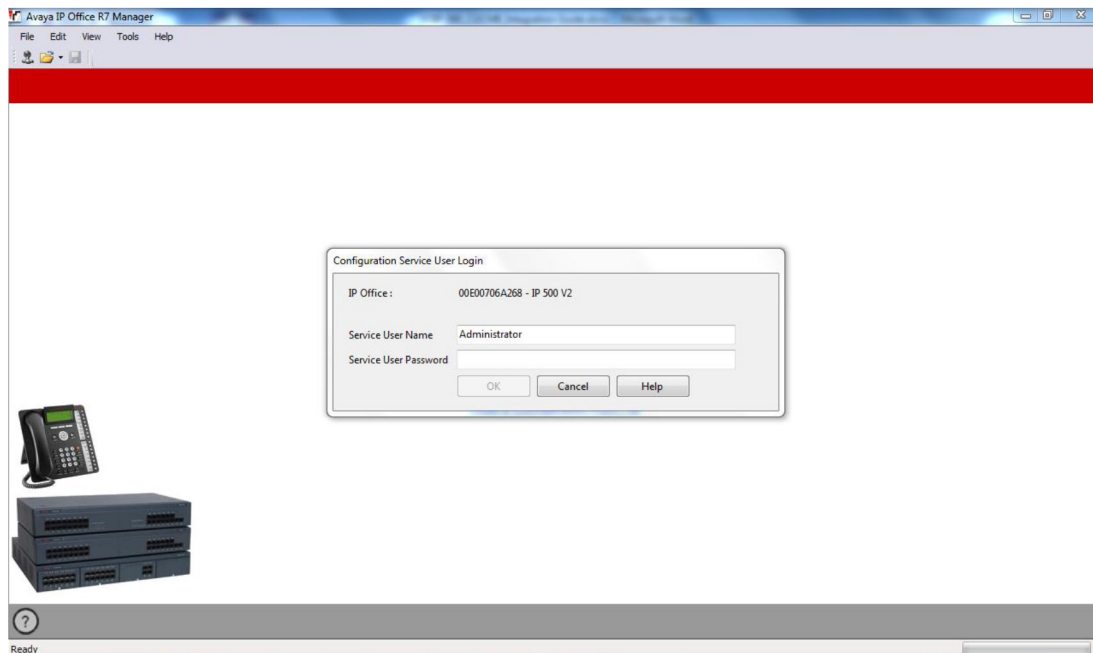 Avaya IP Office R7 Manager
File Edit View Tools Help
Configuration Service User Login
IP Office : 00E00706A268 - IP 500 V2
Service User Name Administrator
Service User Password
OK Cancel Help
?
Ready